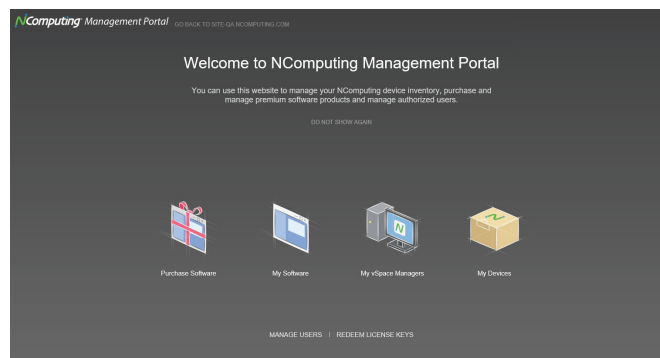 NComputing Management Portal GO BACK TO SITE-QA.NCOMPUTING.COM
Welcome to NComputing Management Portal
You can use this website to manage your NComputing device inventory, purchase and
manage premium software products and manage authorized users.
DO NOT SHOW AGAIN
Purchase Software My Software My vSpace Managers My Devices
MANAGE USERS | REDEEM LICENSE KEYS